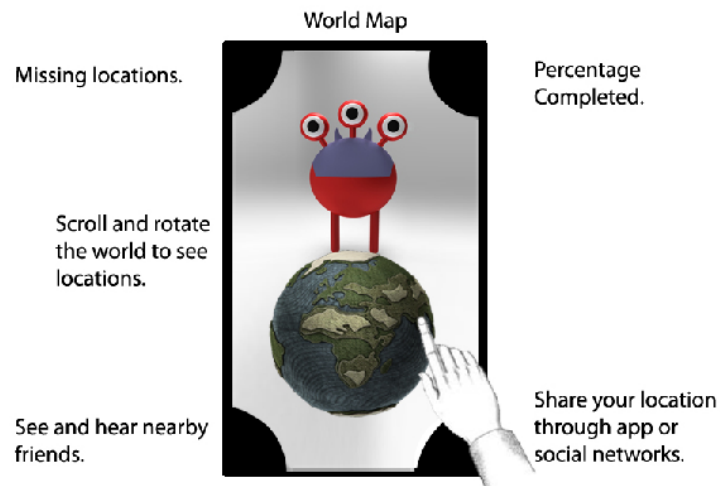 World Map
Missing locations.
Percentage
Completed.
Scroll and rotate
the world to see
locations.
See and hear nearby
friends.
Share your location
through app or
social networks.